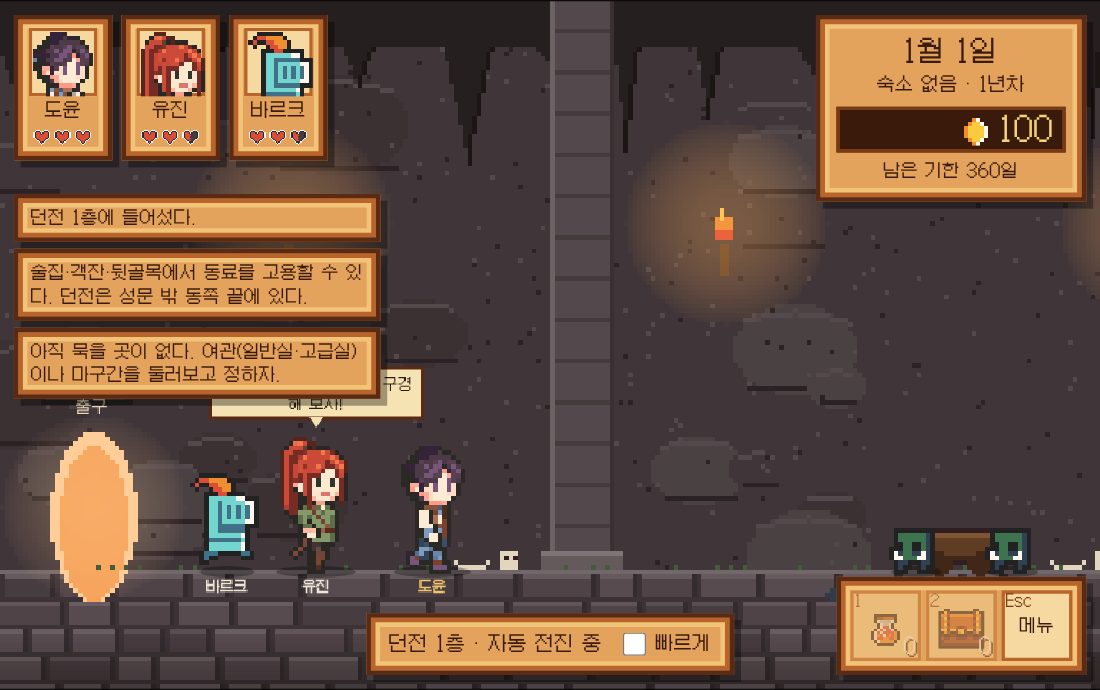 도윤
유진
바르크
1월 1일
숙소 없음 · 1년차
100
남은 기한 360일
던전 1층에 들어섰다.
술집·객잔·뒷골목에서 동료를 고용할 수 있
다. 던전은 성문 밖 동쪽 끝에 있다.
아직 묵을 곳이 없다. 여관(일반실·고급실)
이나 마구간을 둘러보고 정하자.
구경
출구
바르크
유진
도윤
던전 1층 · 자동 전진 중
빠르게
1
0
2
0
Esc
메뉴